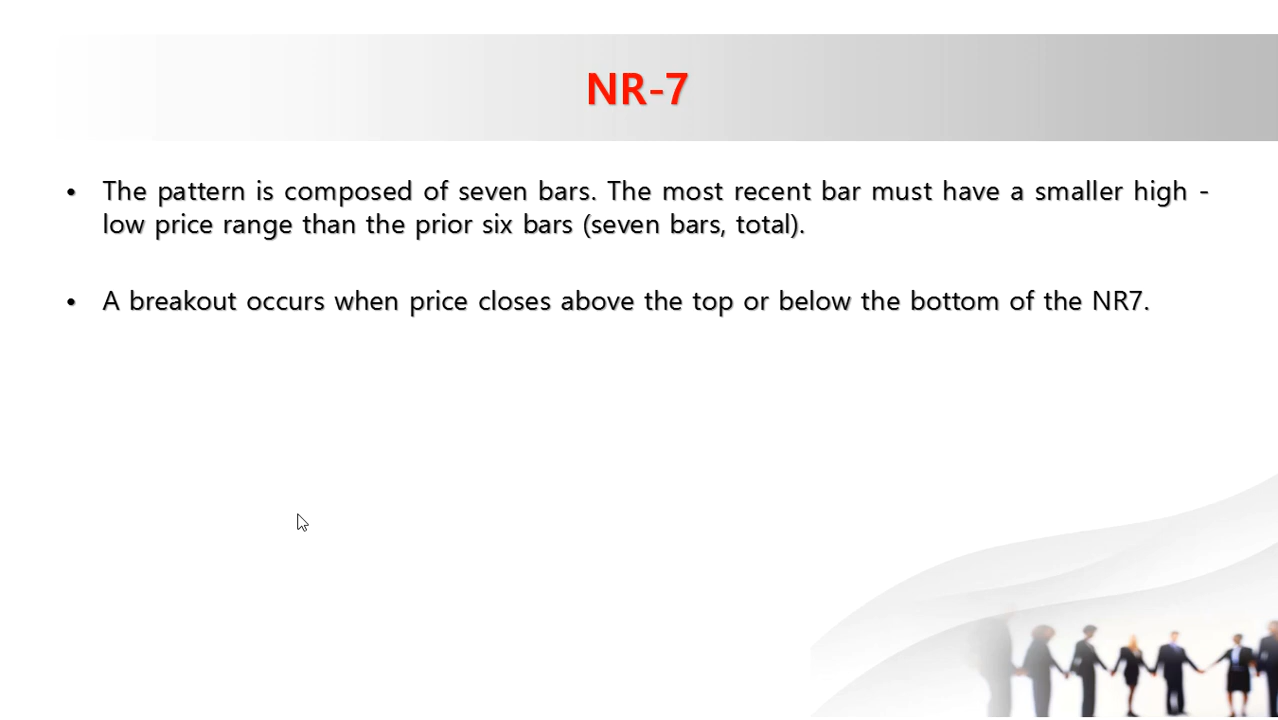 NR-7
• The pattern is composed of seven bars. The most recent bar must have a smaller high -
low price range than the prior six bars (seven bars, total).
• A breakout occurs when price closes above the top or below the bottom of the NR7.